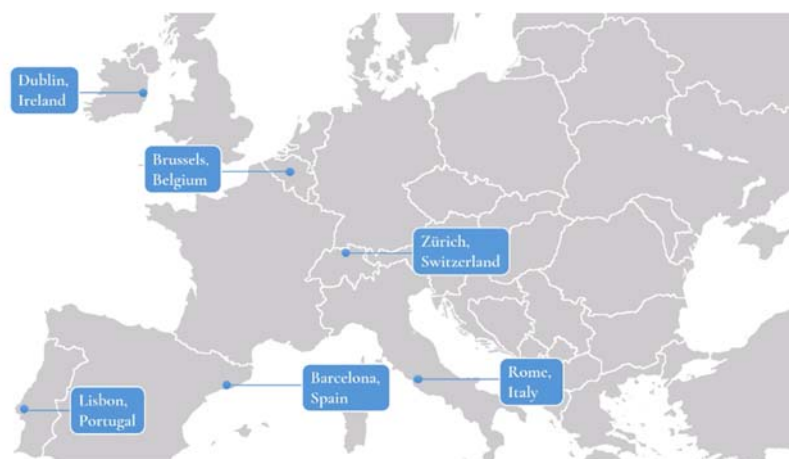 Dublin,
Ireland
Brussels,
Belgium
Zürich,
Switzerland
Barcelona,
Spain
Rome,
Italy
Lisbon,
Portugal